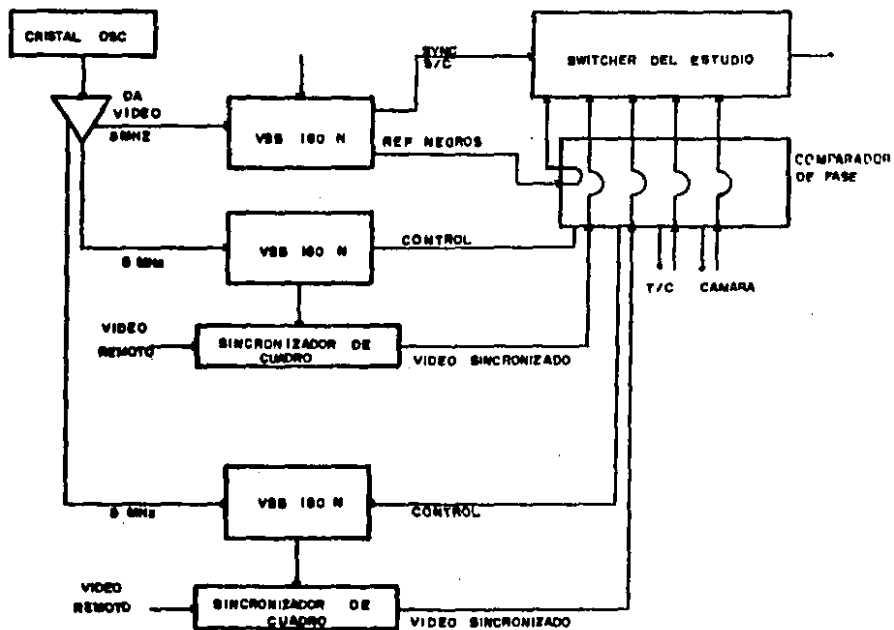 CRISTAL OSC
DA
VIDEO
5MHZ
VSS 160 N
SYNC
S/C
REF NEGROS
SWITCHER DEL ESTUDIO
COMPARADOR
DE FASE
VSS 160 N
5 MHz
CONTROL
T/C
CAMARA
VIDEO
REMOTO
SINCRONIZADOR DE
CUADRO
VIDEO SINCRONIZADO
VSS 160 N
5 MHz
CONTROL
VIDEO
REMOTO
SINCRONIZADOR DE
CUADRO
VIDEO SINCRONIZADO